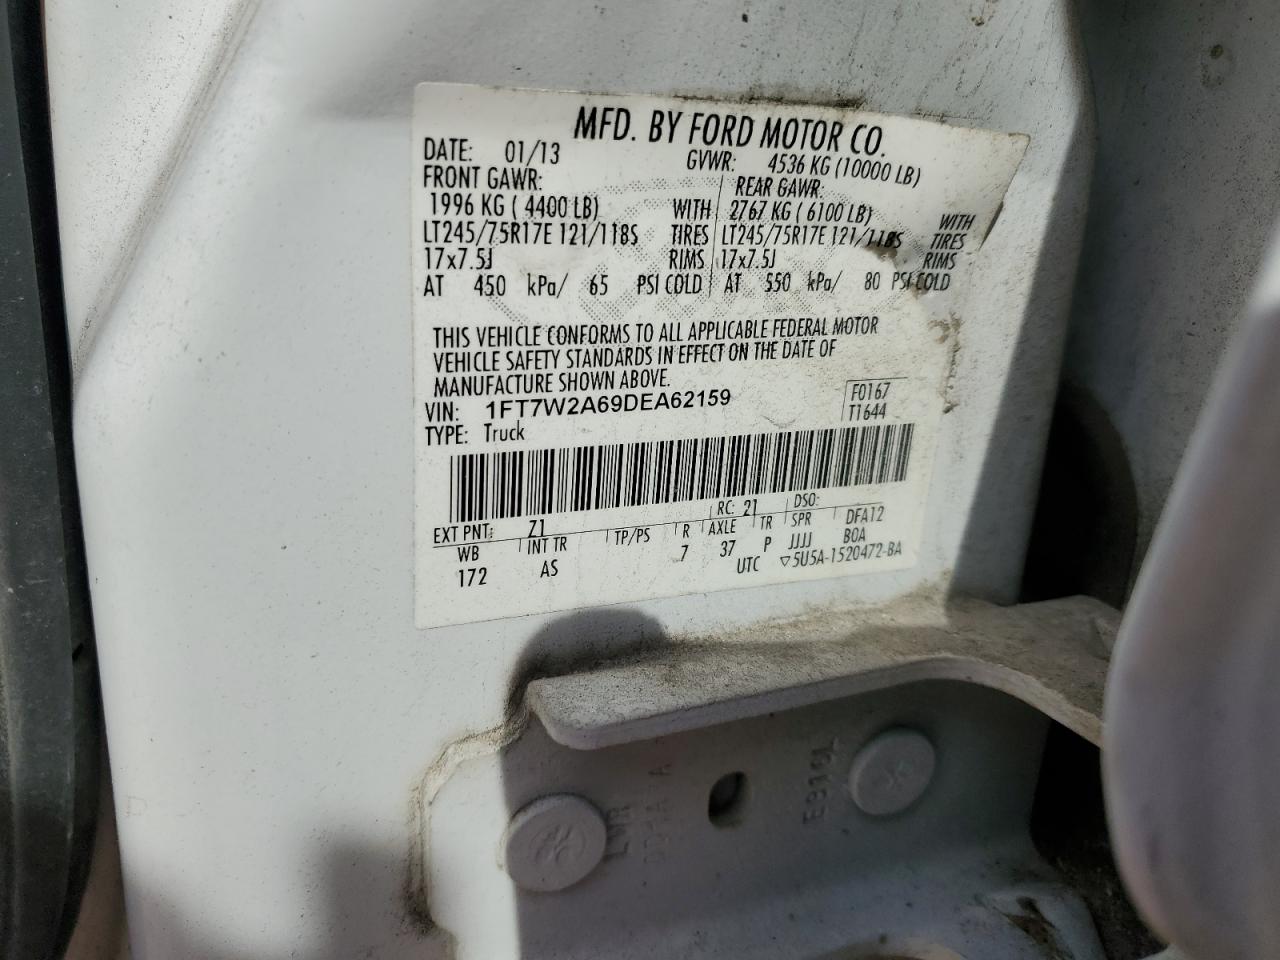 MFD. BY FORD MOTOR CO.
DATE: 01/13 GVWR: 4536 KG (10000 LB)
FRONT GAWR: REAR GAWR:
1996 KG ( 4400 LB) WITH 2767 KG ( 6100 LB) WITH
LT245/75R17E 121/118S TIRES LT245/75R17E 121/118S TIRES
17x7.5J RIMS 17x7.5J RIMS
AT 450 kPa/ 65 PSI COLD AT 550 kPa/ 80 PSI COLD
THIS VEHICLE CONFORMS TO ALL APPLICABLE FEDERAL MOTOR
VEHICLE SAFETY STANDARDS IN EFFECT ON THE DATE OF
MANUFACTURE SHOWN ABOVE.
VIN: 1FT7W2A69DEA62159 F0167
TYPE: Truck T1644
EXT PNT: Z1 RC: 21 DSO:
WB INT TR TP/PS R AXLE TR SPR DFA12
172 AS 7 37 P JJJJ BOA
UTC ▽5U5A-1520472-BA